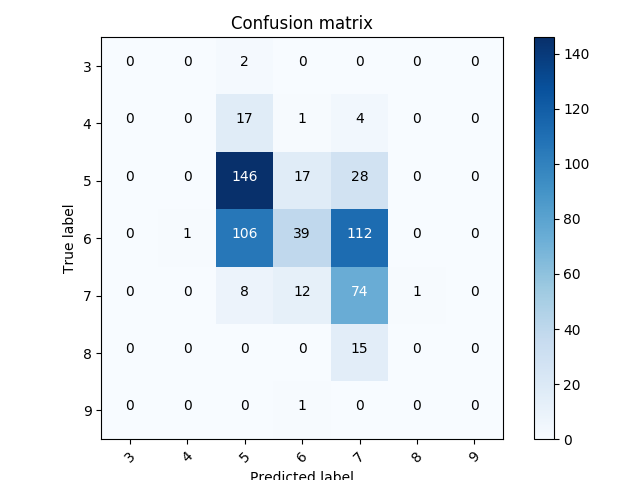 Confusion matrix
True label
3 0 0 2 0 0 0 0
4 0 0 17 1 4 0 0
5 0 0 146 17 28 0 0
6 0 1 106 39 112 0 0
7 0 0 8 12 74 1 0
8 0 0 0 0 15 0 0
9 0 0 0 1 0 0 0
3 4 5 6 7 8 9
Predicted label
140
120
100
80
60
40
20
0